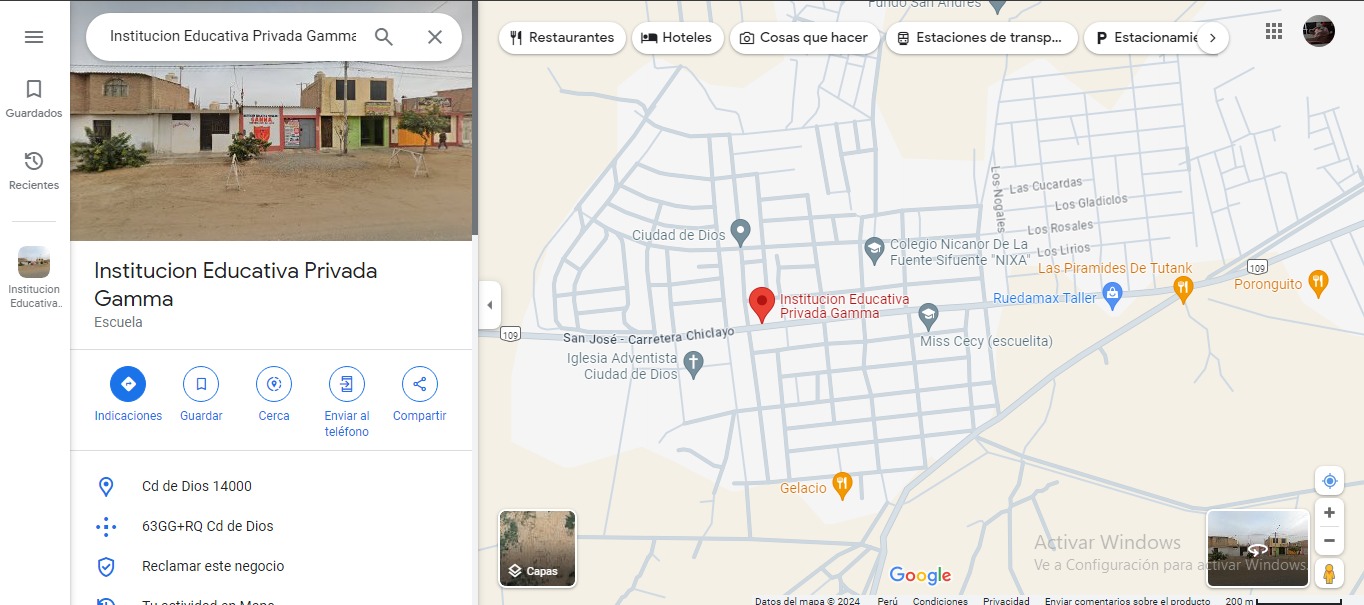 Institucion Educativa Privada Gamma
Guardados
Recientes
Institucion
Educativa..
GAMMA
Institucion Educativa Privada
Gamma
Escuela
Indicaciones
Guardar
Cerca
Enviar al
teléfono
Compartir
Cd de Dios 14000
63GG+RQ Cd de Dios
Reclamar este negocio
Tu actividad en Maps
Fundo San Andres
Restaurantes
Hoteles
Cosas que hacer
Estaciones de transp...
P Estacionamie
Los Nogales
Las Cucardas
Los Gladiolos
Los Rosales
Los Lirios
Ciudad de Dios
Colegio Nicanor De La
Fuente Sifuente "NIXA"
Las Piramides De Tutank
109
Poronguito
Ruedamax Taller
Institucion Educativa
Privada Gamma
109
San José - Carretera Chiclayo
Miss Cecy (escuelita)
Iglesia Adventista
Ciudad de Dios
Gelacio
Capas
Google
Activar Windows
Ve a Configuración para activar Windows.
Datos del mapa © 2024
Perú
Condiciones
Privacidad
Enviar comentarios sobre el producto
200 m